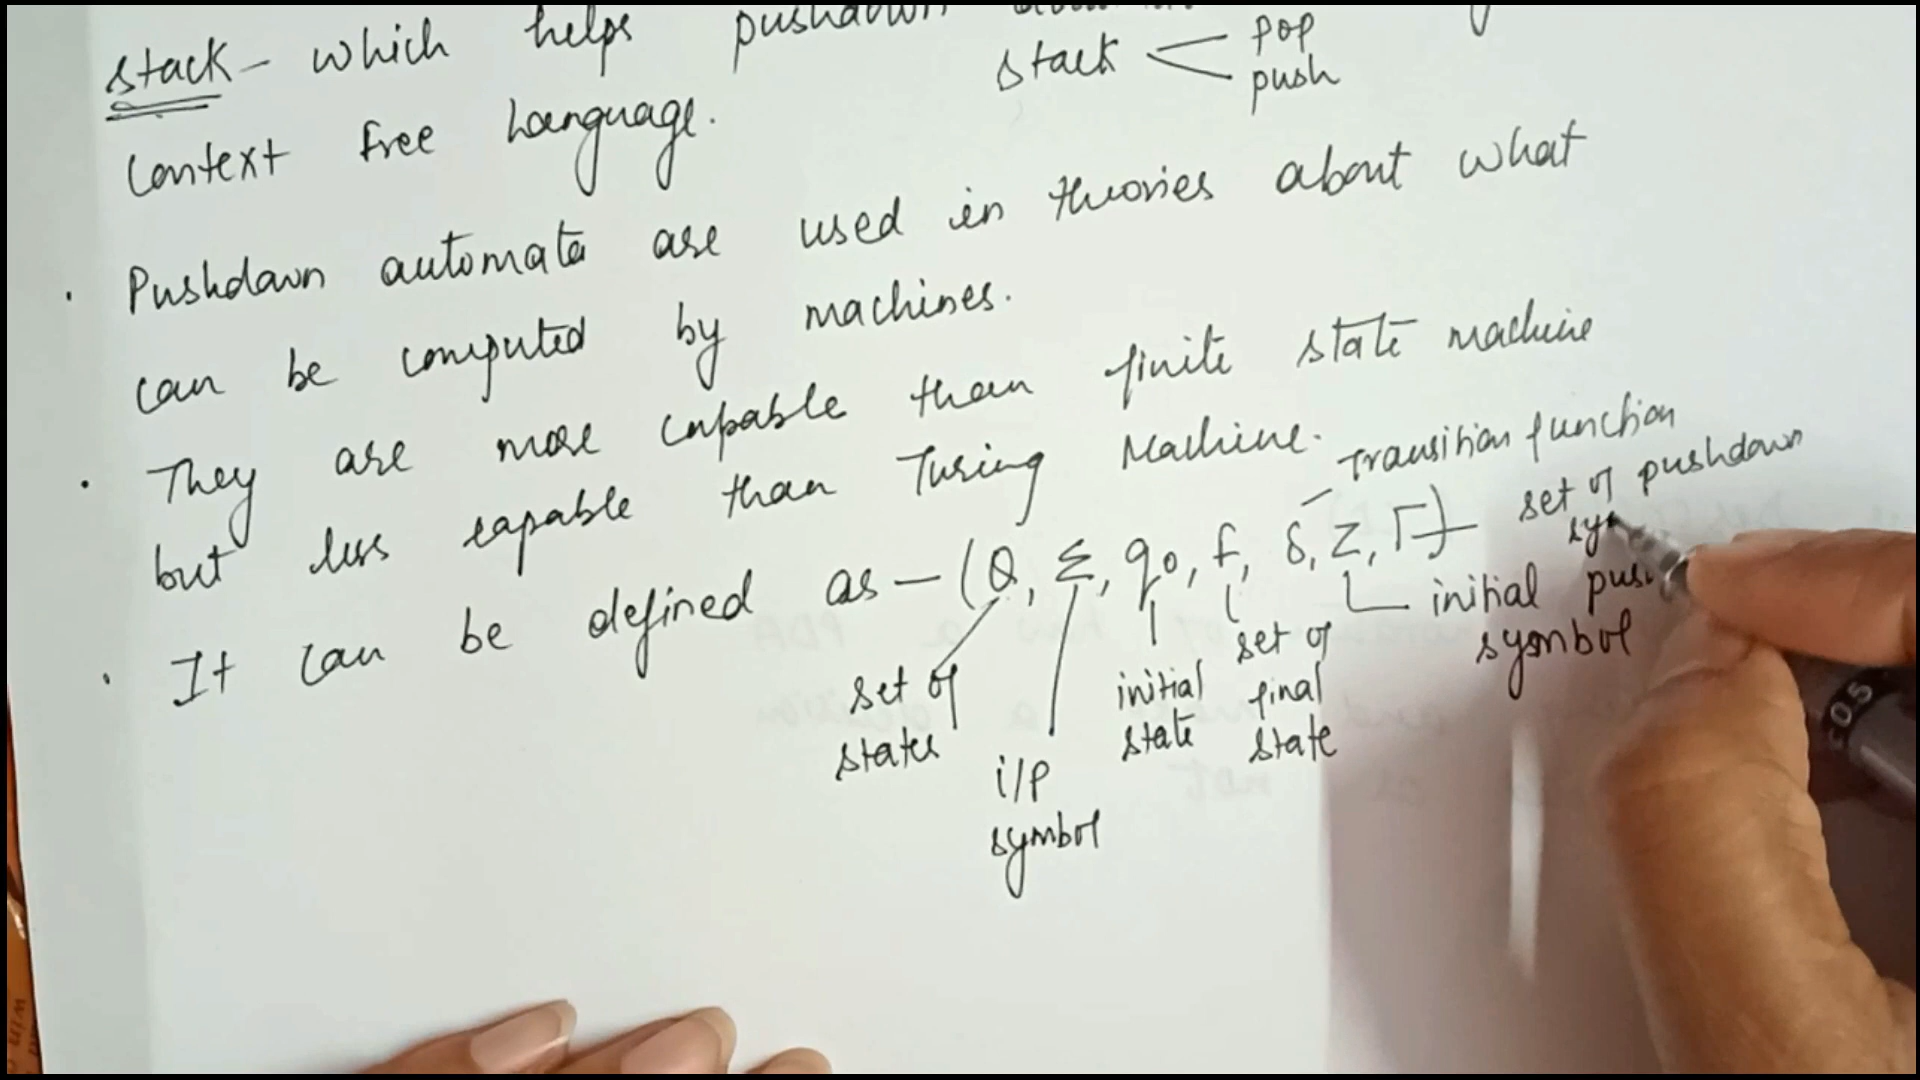 stack - which helps pushdown
stack pop
push
Context free Language.
• Pushdown automata are used in theories about what
can be computed by machines.
• They are more capable than finite state machine
but less capable than Turing Machine.
Transition function
• It can be defined as - (Q, Σ, q0, f, δ, Z, Γ) set of pushdown
sy
initial pus
symbol
set of
states
i/p
symbol
initial
state
set of
final
state